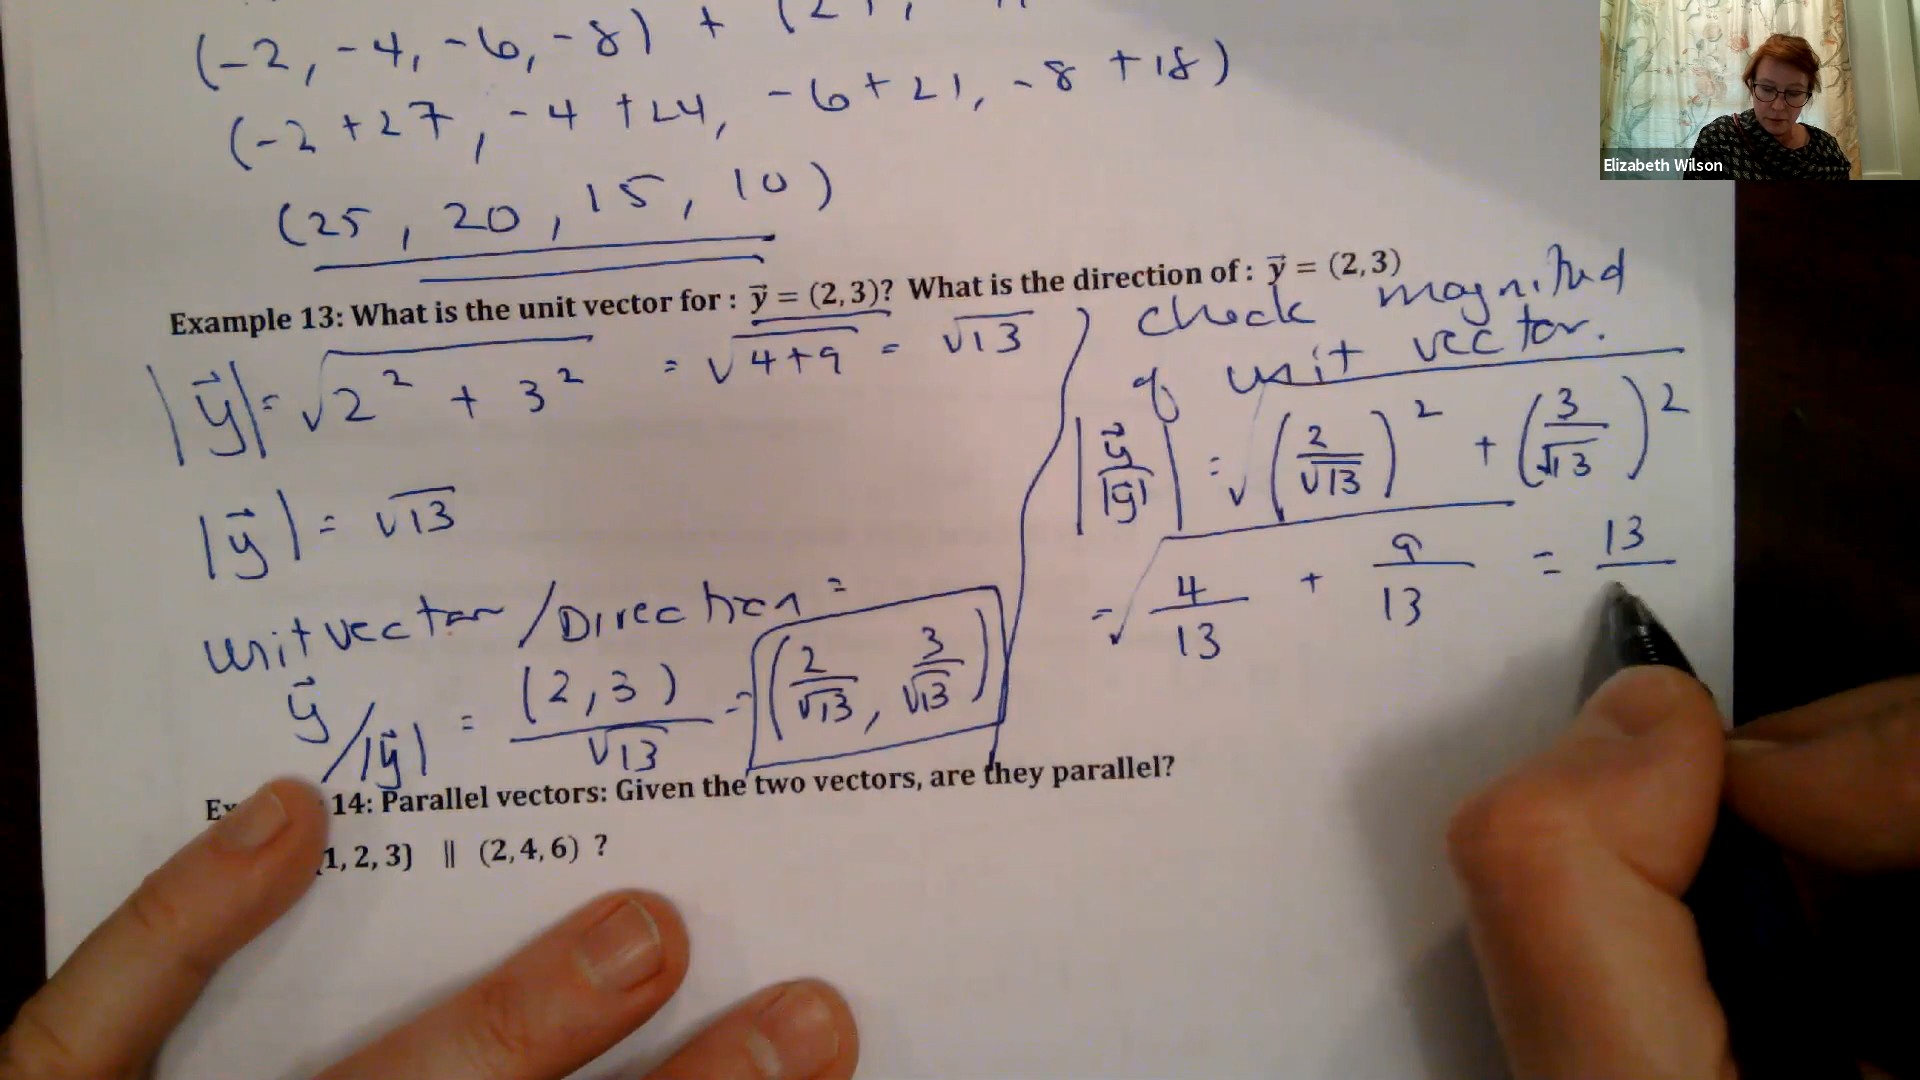 (-2, -4, -6, -8) + (27,
(-2 + 27, -4 + 24, -6 + 21, -8 + 18)
(25, 20, 15, 10)
Elizabeth Wilson
Example 13: What is the unit vector for : y⃗ = (2, 3)? What is the direction of : y⃗ = (2, 3)
|y⃗| = √(2² + 3²) = √(4+9) = √13
|y⃗| = √13
unit vector / Direction =
y⃗/|y⃗| = (2, 3)/√13 = (2/√13, 3/√13)
check magnitud
of unit vector.
|y⃗/|y⃗|| = √((2/√13)² + (3/√13)²)
= √(4/13 + 9/13) = 13/
14: Parallel vectors: Given the two vectors, are they parallel?
1, 2, 3) ∥ (2, 4, 6) ?